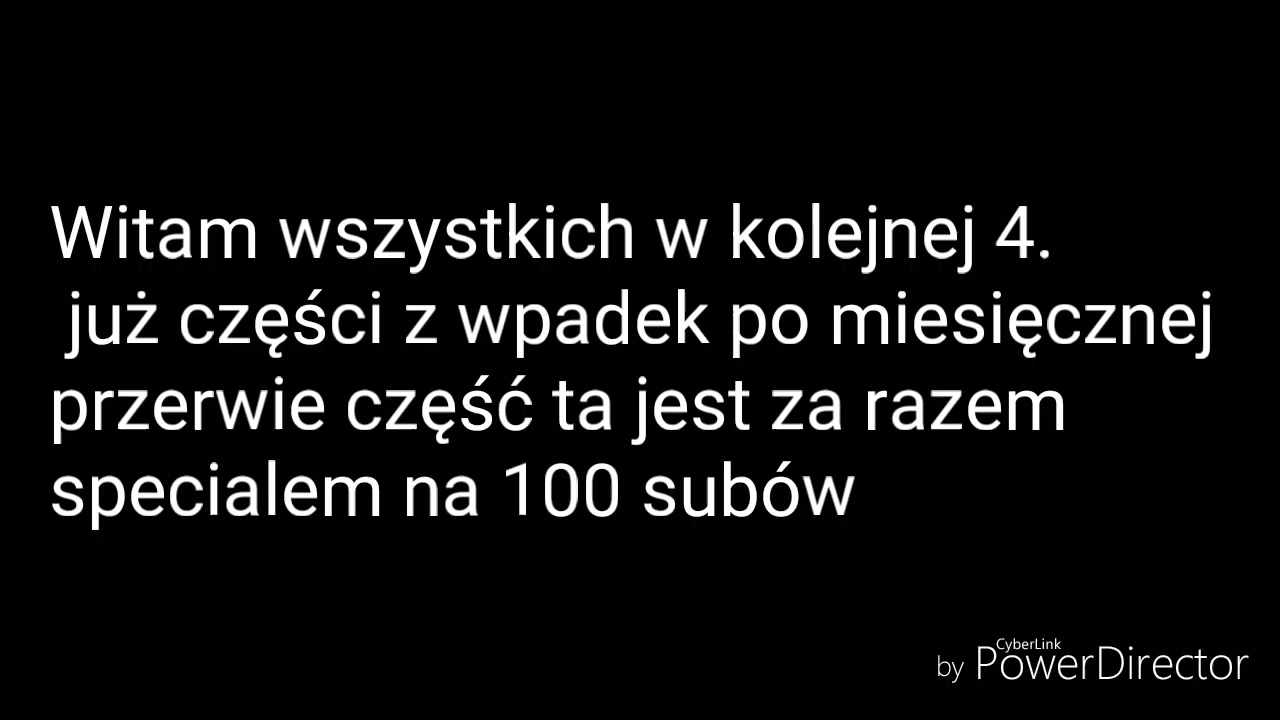 Witam wszystkich w kolejnej 4.
już części z wpadek po miesięcznej
przerwie część ta jest za razem
specialem na 100 subów
CyberLink
by PowerDirector